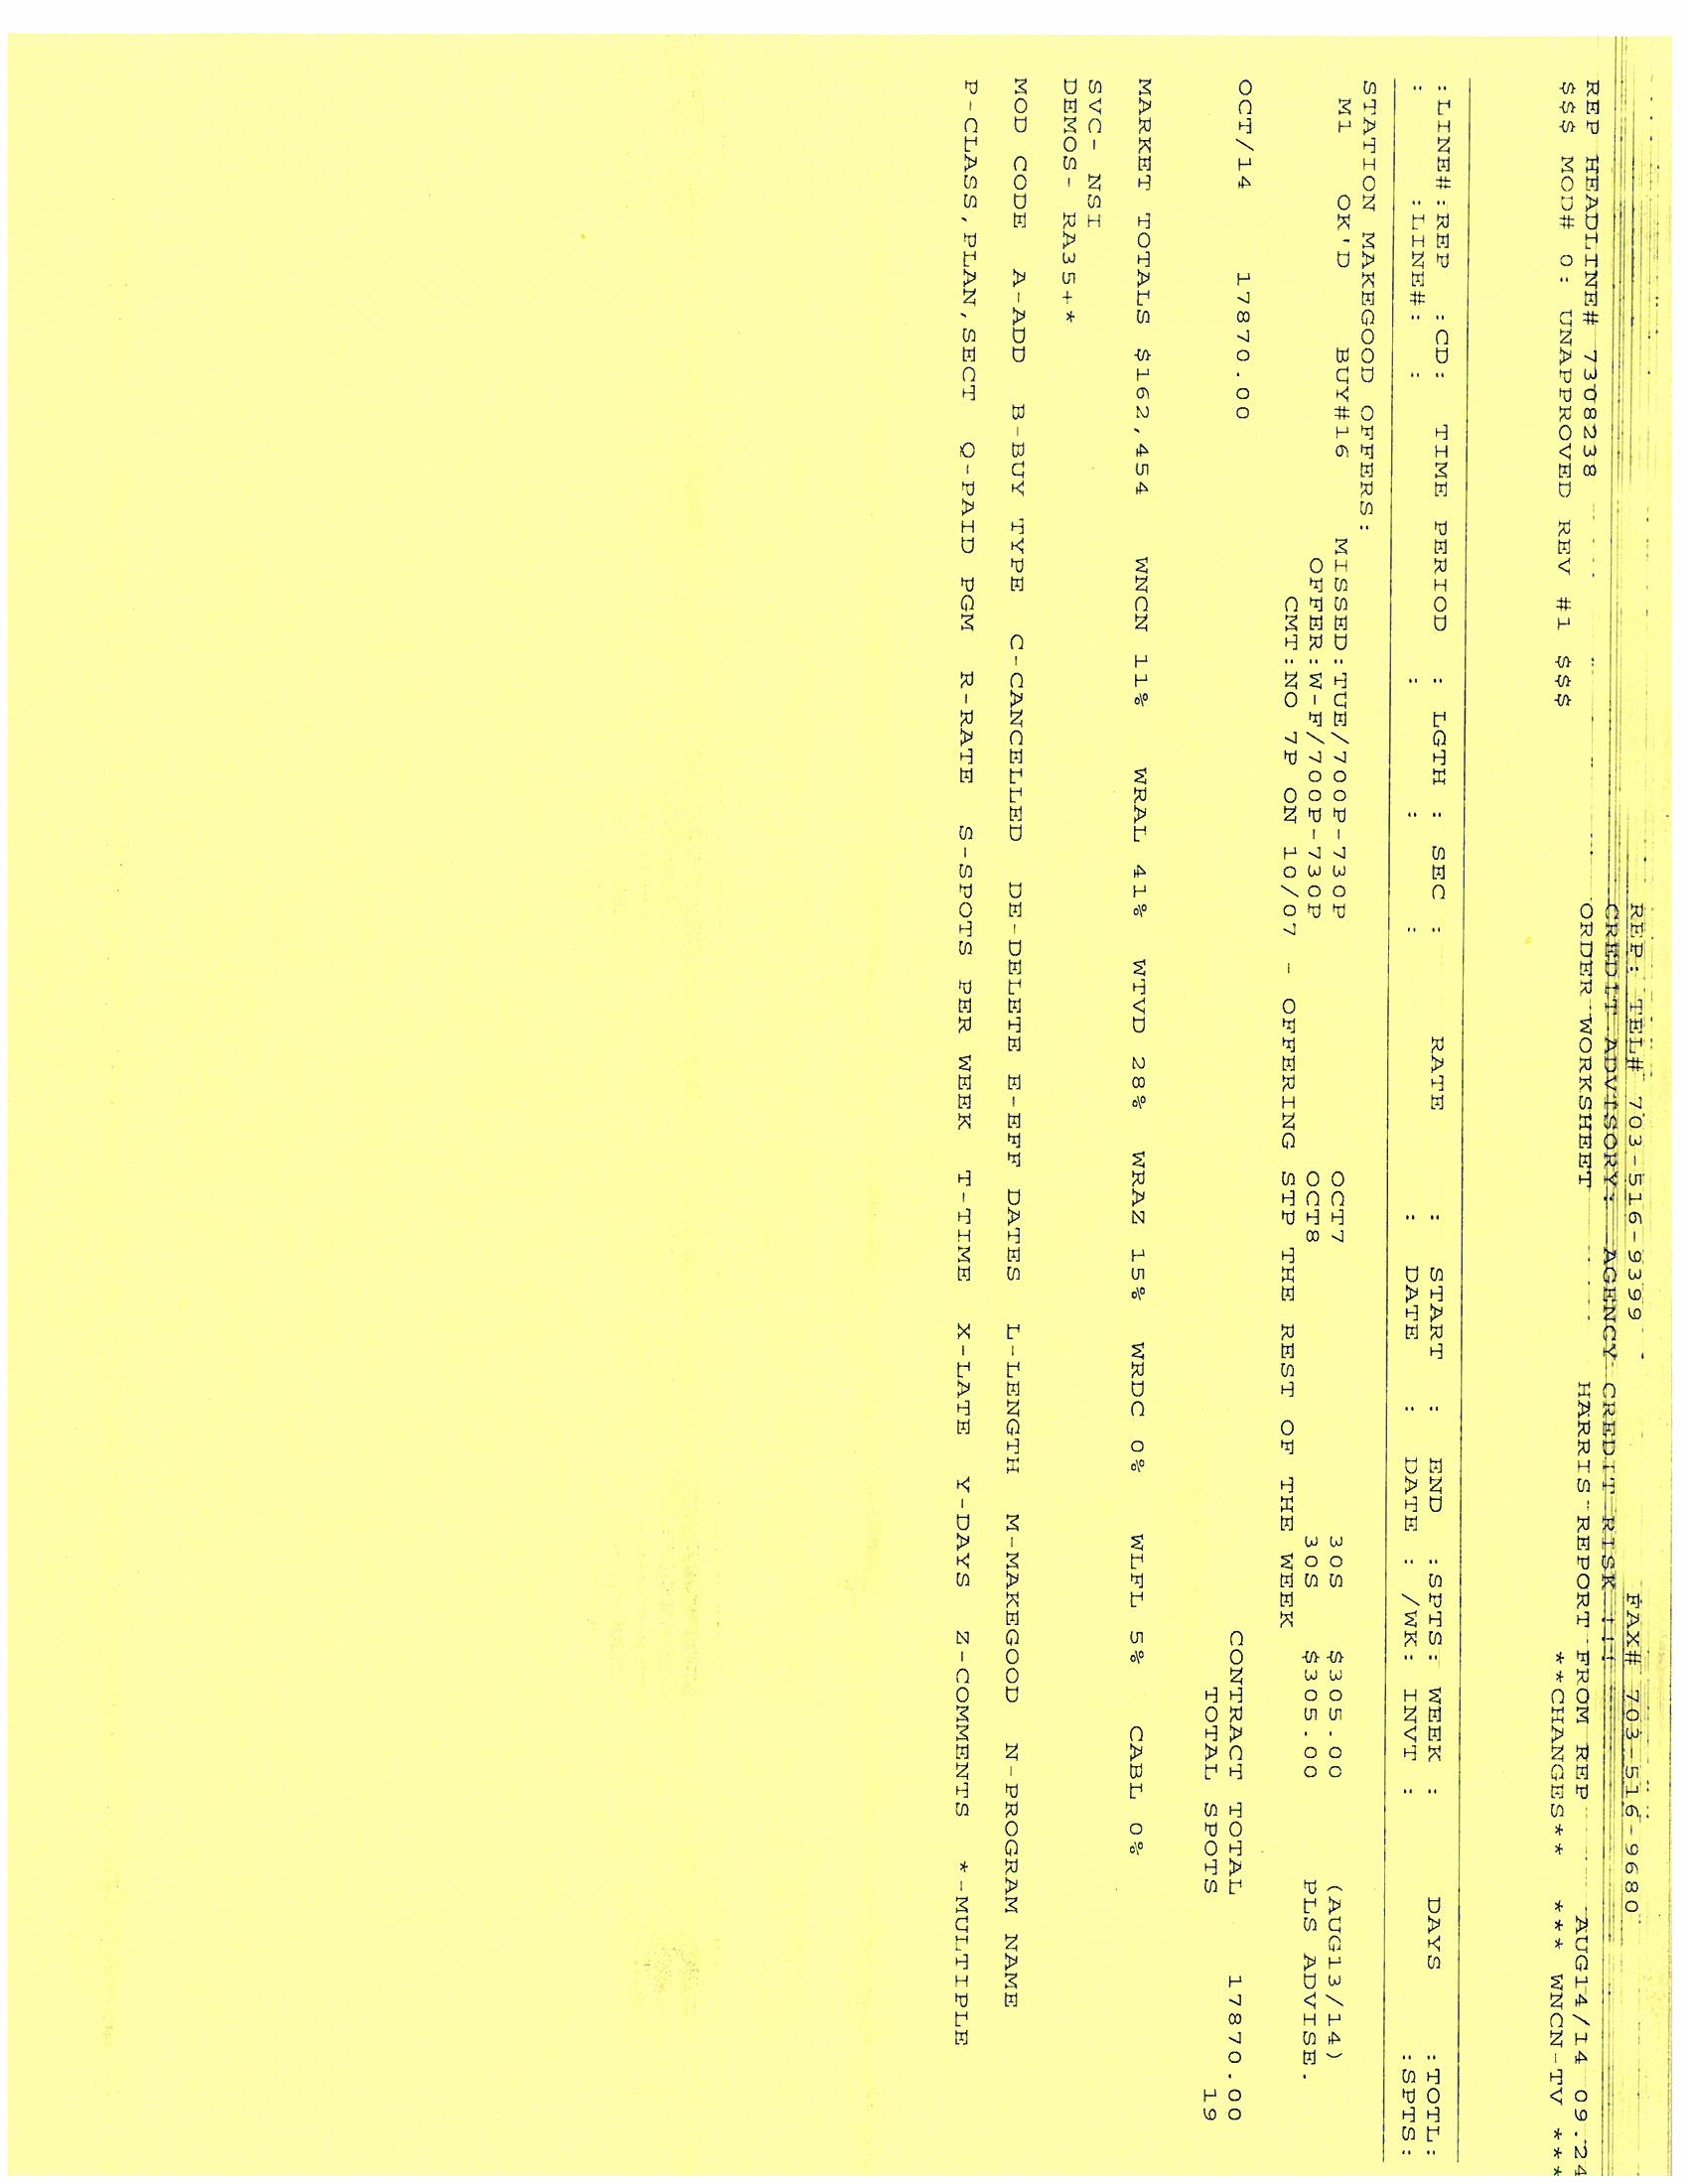 REP: TEL# 703-516-9399 FAX# 703-516-9680
CREDIT ADVISORY: AGENCY CREDIT RISK !!!
REP HEADLINE# 7308238 ORDER WORKSHEET HARRIS REPORT FROM REP AUG14/14 09.24
$$$ MOD# 0: UNAPPROVED REV #1 $$$ **CHANGES** *** WNCN-TV ***
:LINE#:REP :CD: TIME PERIOD : LGTH : SEC : RATE : START : END :SPTS: WEEK : DAYS :TOTL:
: :LINE#: : : : : : DATE : DATE : /WK: INVT : :SPTS:
STATION MAKEGOOD OFFERS:
M1 OK'D BUY#16 MISSED:TUE/700P-730P OCT7 30S $305.00 (AUG13/14)
OFFER:W-F/700P-730P OCT8 30S $305.00 PLS ADVISE.
CMT:NO 7P ON 10/07 - OFFERING STP THE REST OF THE WEEK
OCT/14 17870.00 CONTRACT TOTAL 17870.00
TOTAL SPOTS 19
MARKET TOTALS $162,454 WNCN 11% WRAL 41% WTVD 28% WRAZ 15% WRDC 0% WLFL 5% CABL 0%
SVC- NSI
DEMOS- RA35+*
MOD CODE A-ADD B-BUY TYPE C-CANCELLED DE-DELETE E-EFF DATES L-LENGTH M-MAKEGOOD N-PROGRAM NAME
P-CLASS,PLAN,SECT Q-PAID PGM R-RATE S-SPOTS PER WEEK T-TIME X-LATE Y-DAYS Z-COMMENTS *-MULTIPLE